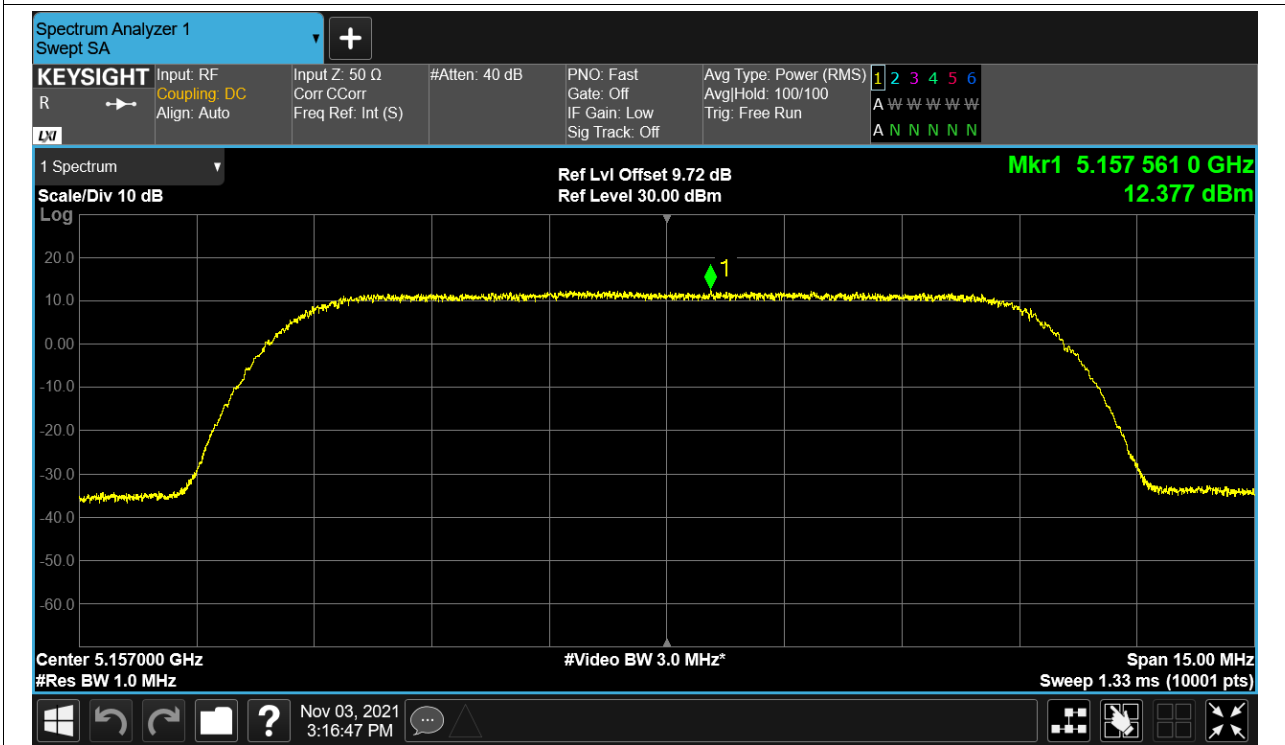 Spectrum Analyzer 1
Swept SA
+
KEYSIGHT
R
LXI
Input: RF
Coupling: DC
Align: Auto
Input Z: 50 Ω
Corr CCorr
Freq Ref: Int (S)
#Atten: 40 dB
PNO: Fast
Gate: Off
IF Gain: Low
Sig Track: Off
Avg Type: Power (RMS)
Avg|Hold: 100/100
Trig: Free Run
1 2 3 4 5 6
A W W W W W
A N N N N N
1 Spectrum
Scale/Div 10 dB
Log
Ref Lvl Offset 9.72 dB
Ref Level 30.00 dBm
Mkr1 5.157 561 0 GHz
12.377 dBm
20.0
10.0
0.00
-10.0
-20.0
-30.0
-40.0
-50.0
-60.0
1
Center 5.157000 GHz
#Res BW 1.0 MHz
#Video BW 3.0 MHz*
Span 15.00 MHz
Sweep 1.33 ms (10001 pts)
?
Nov 03, 2021
3:16:47 PM